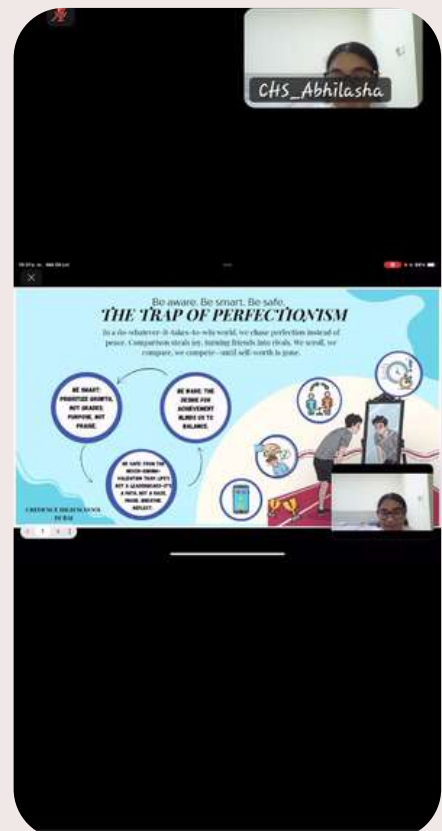 CHS_Abhilasha
Be aware. Be smart. Be safe.
THE TRAP OF PERFECTIONISM
In a do-whatever-it-takes-to-win world, we chase perfection instead of
peace. Comparison steals joy, turning friends into rivals. We scroll, we
compare, we compete—until self-worth is gone.
BE SMART:
PRIORITIZE GROWTH,
NOT GRADES;
PURPOSE, NOT
PRAISE.
BE WARE: THE
DESIRE FOR
ACHIEVEMENT
BLINDS US TO
BALANCE.
BE SAFE: FROM THE
VALIDATION TRAP. LIFE'S
NOT A LEADERBOARD-IT'S
A PATH, NOT A RACE.
PAUSE. BREATHE.
REFLECT.
CREDENCE HIGH SCHOOL
DUBAI